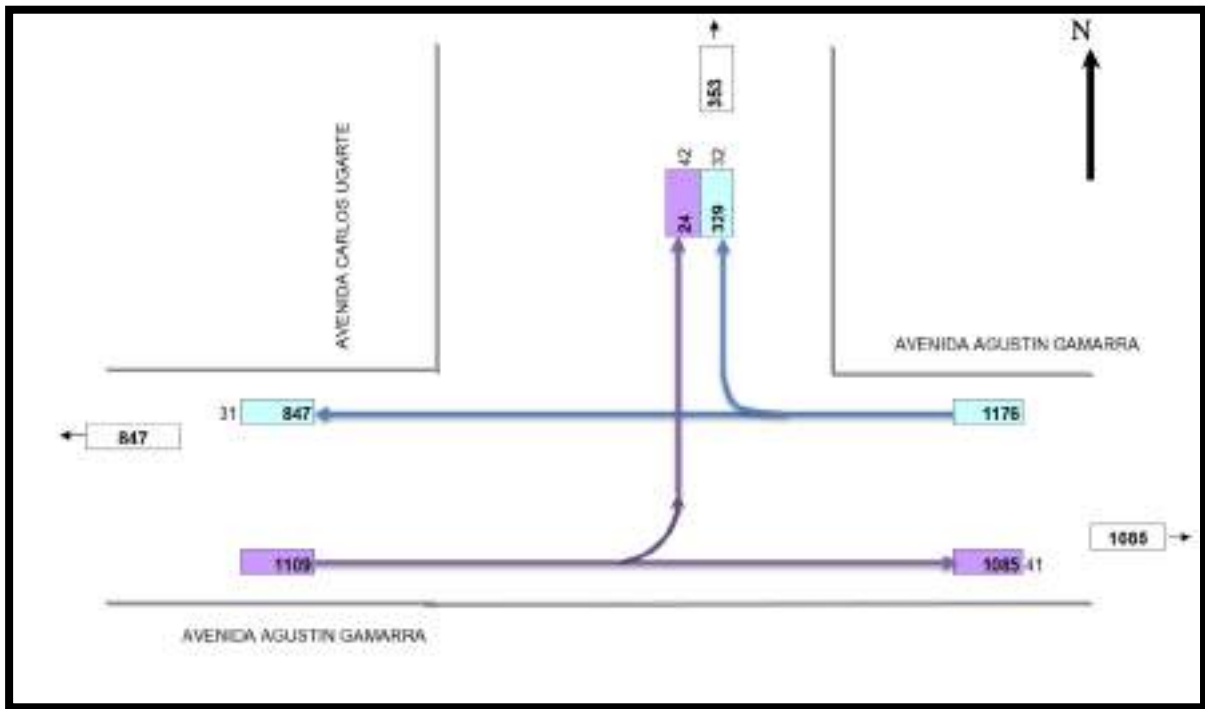 N
353
42 32
AVENIDA CARLOS UGARTE
24 329
AVENIDA AGUSTIN GAMARRA
31 847
1176
847
1085
1109
1085 41
AVENIDA AGUSTIN GAMARRA